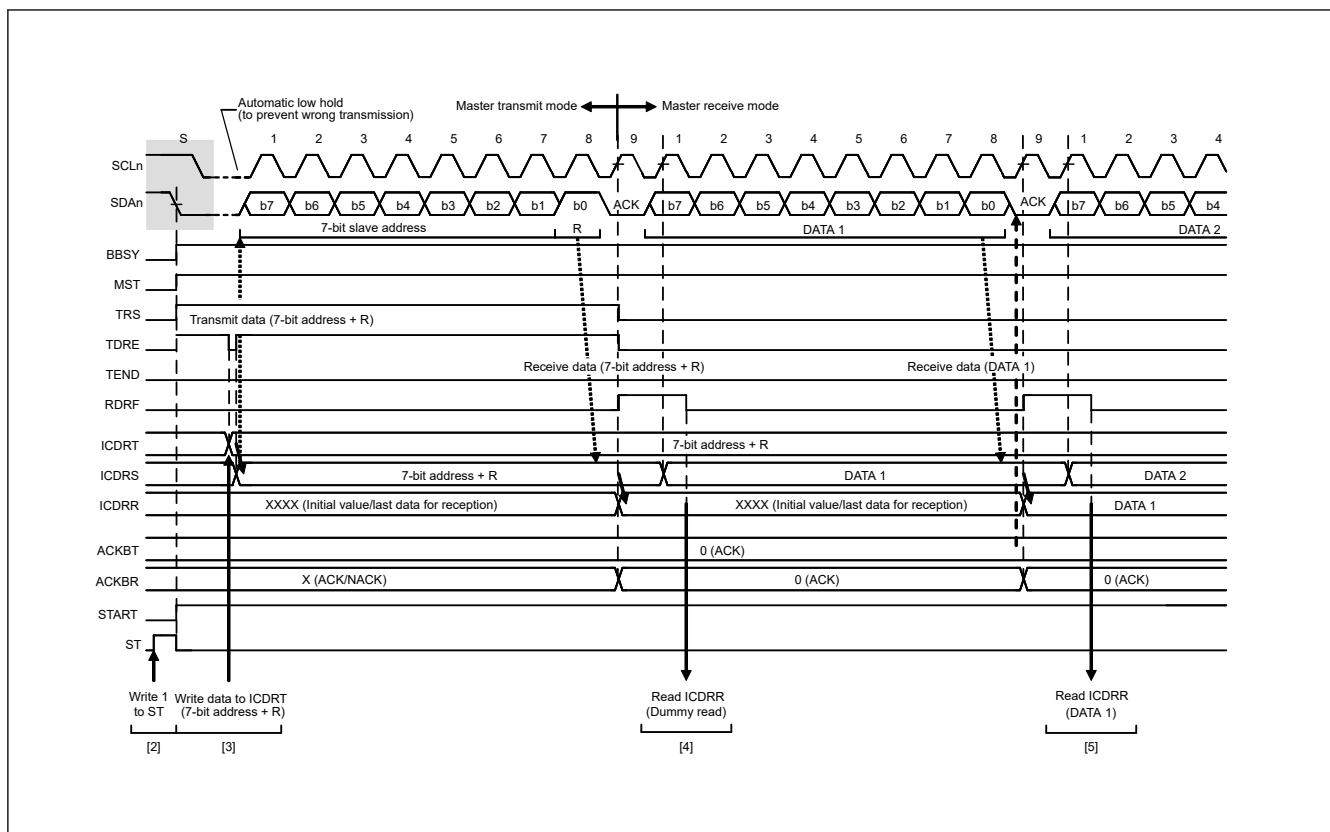 Automatic low hold
(to prevent wrong transmission)
Master transmit mode
Master receive mode
S 1 2 3 4 5 6 7 8 9 1 2 3 4 5 6 7 8 9 1 2 3 4
SCLn
SDAn b7 b6 b5 b4 b3 b2 b1 b0 ACK b7 b6 b5 b4 b3 b2 b1 b0 ACK b7 b6 b5 b4
7-bit slave address R DATA 1 DATA 2
BBSY
MST
TRS
Transmit data (7-bit address + R)
TDRE
Receive data (7-bit address + R) Receive data (DATA 1)
TEND
RDRF
ICDRT 7-bit address + R
ICDRS 7-bit address + R DATA 1 DATA 2
ICDRR XXXX (Initial value/last data for reception) XXXX (Initial value/last data for reception) DATA 1
ACKBT 0 (ACK)
ACKBR X (ACK/NACK) 0 (ACK) 0 (ACK)
START
ST
Write 1
to ST
Write data to ICDRT
(7-bit address + R)
Read ICDRR
(Dummy read)
Read ICDRR
(DATA 1)
[2] [3] [4] [5]